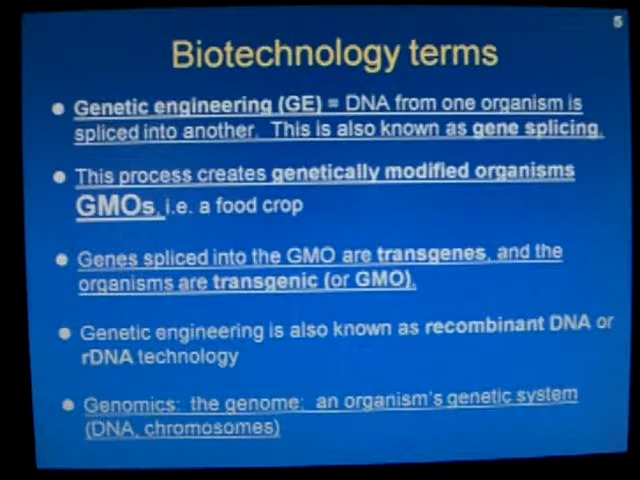 5
Biotechnology terms
Genetic engineering (GE) = DNA from one organism is
spliced into another. This is also known as gene splicing.
This process creates genetically modified organisms
GMOs, i.e. a food crop
Genes spliced into the GMO are transgenes, and the
organisms are transgenic (or GMO).
Genetic engineering is also known as recombinant DNA or
rDNA technology
Genomics: the genome: an organism's genetic system
(DNA, chromosomes)